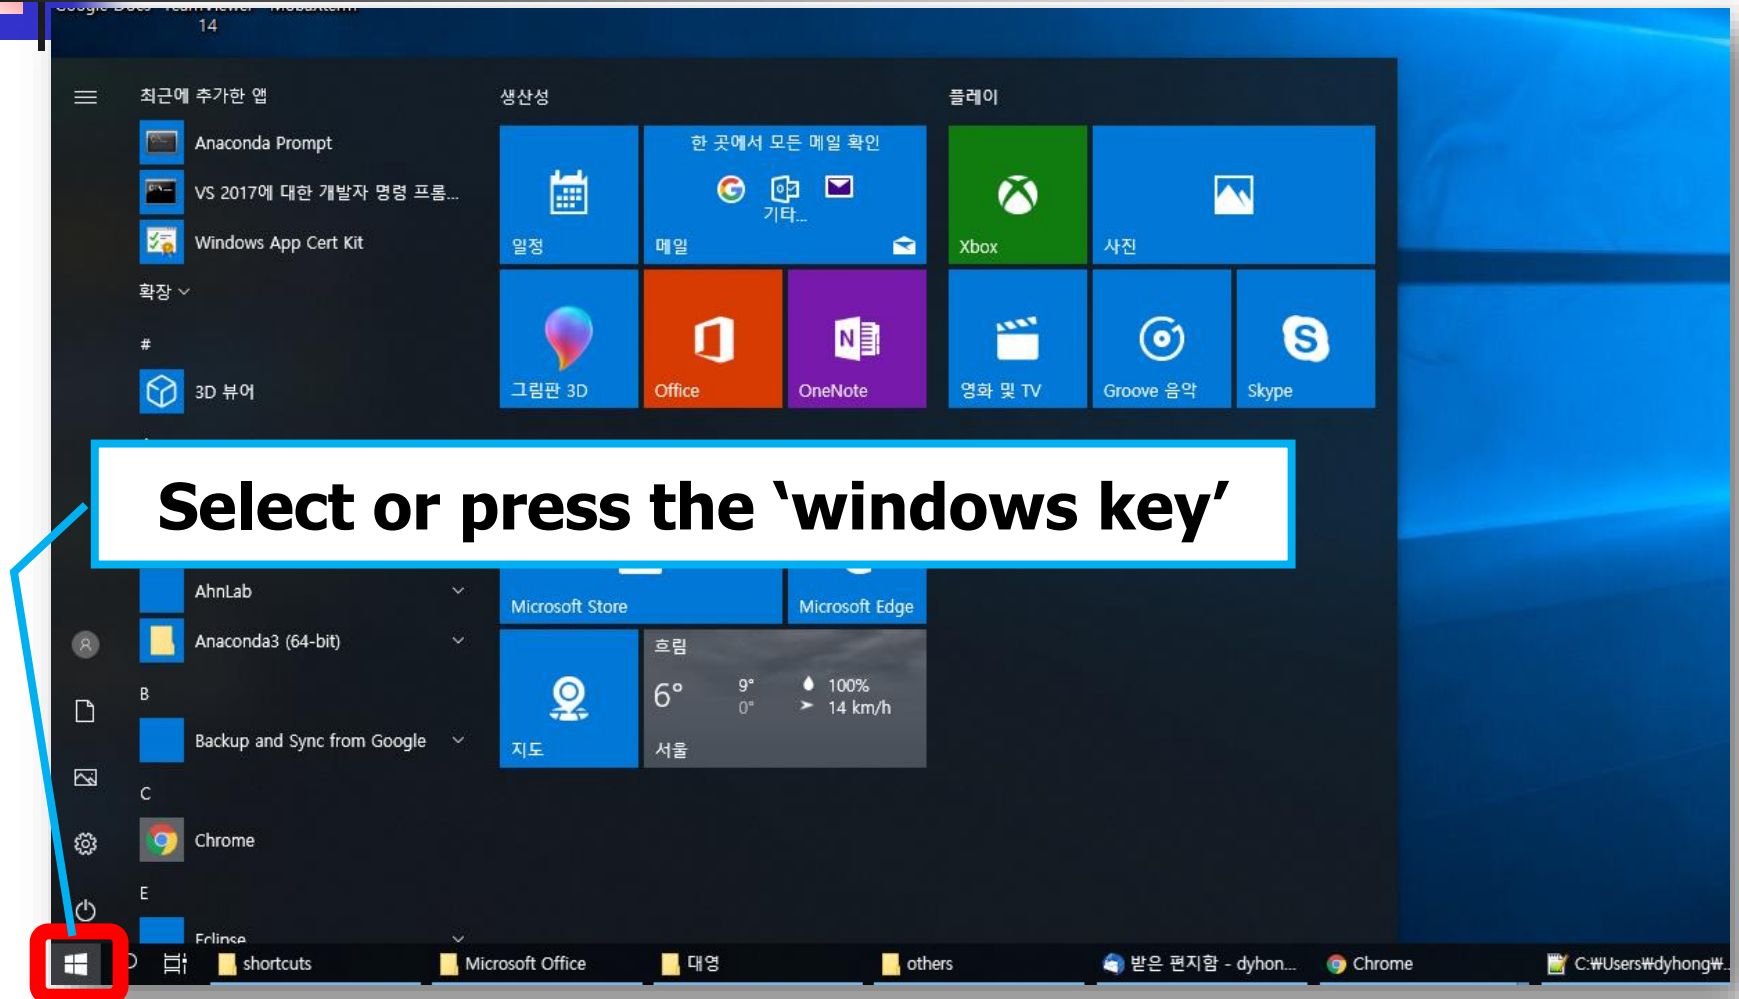 Google Docs TeamViewer MobaXterm
14
최근에 추가한 앱
생산성
플레이
Anaconda Prompt
VS 2017에 대한 개발자 명령 프롬...
Windows App Cert Kit
확장
#
3D 뷰어
한 곳에서 모든 메일 확인
기타...
일정
메일
Xbox
사진
그림판 3D
Office
OneNote
영화 및 TV
Groove 음악
Skype
Select or press the ‘windows key’
AhnLab
Anaconda3 (64-bit)
B
Backup and Sync from Google
C
Chrome
E
Eclipse
Microsoft Store
Microsoft Edge
지도
흐림
6°
9°
0°
100%
14 km/h
서울
shortcuts
Microsoft Office
대영
others
받은 편지함 - dyhon...
Chrome
C:₩Users₩dyhong₩...